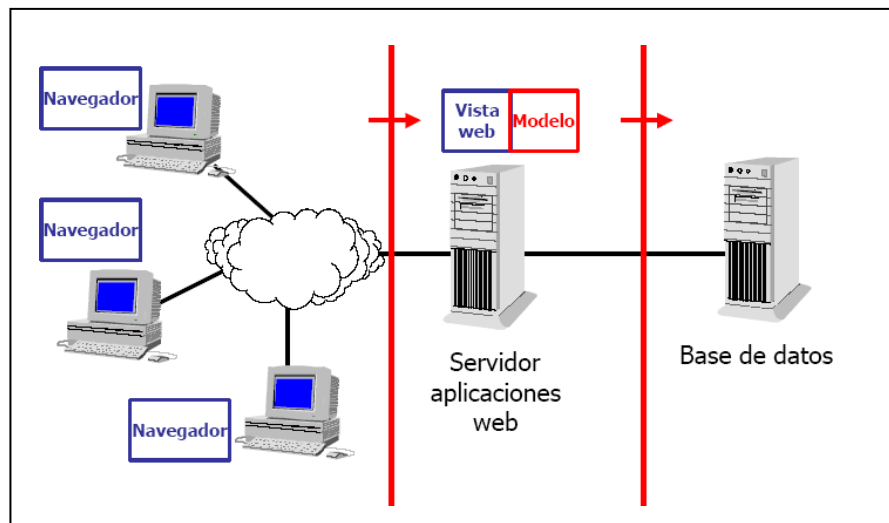 Navegador
Vista
web
Modelo
Navegador
Navegador
Servidor
aplicaciones
web
Base de datos